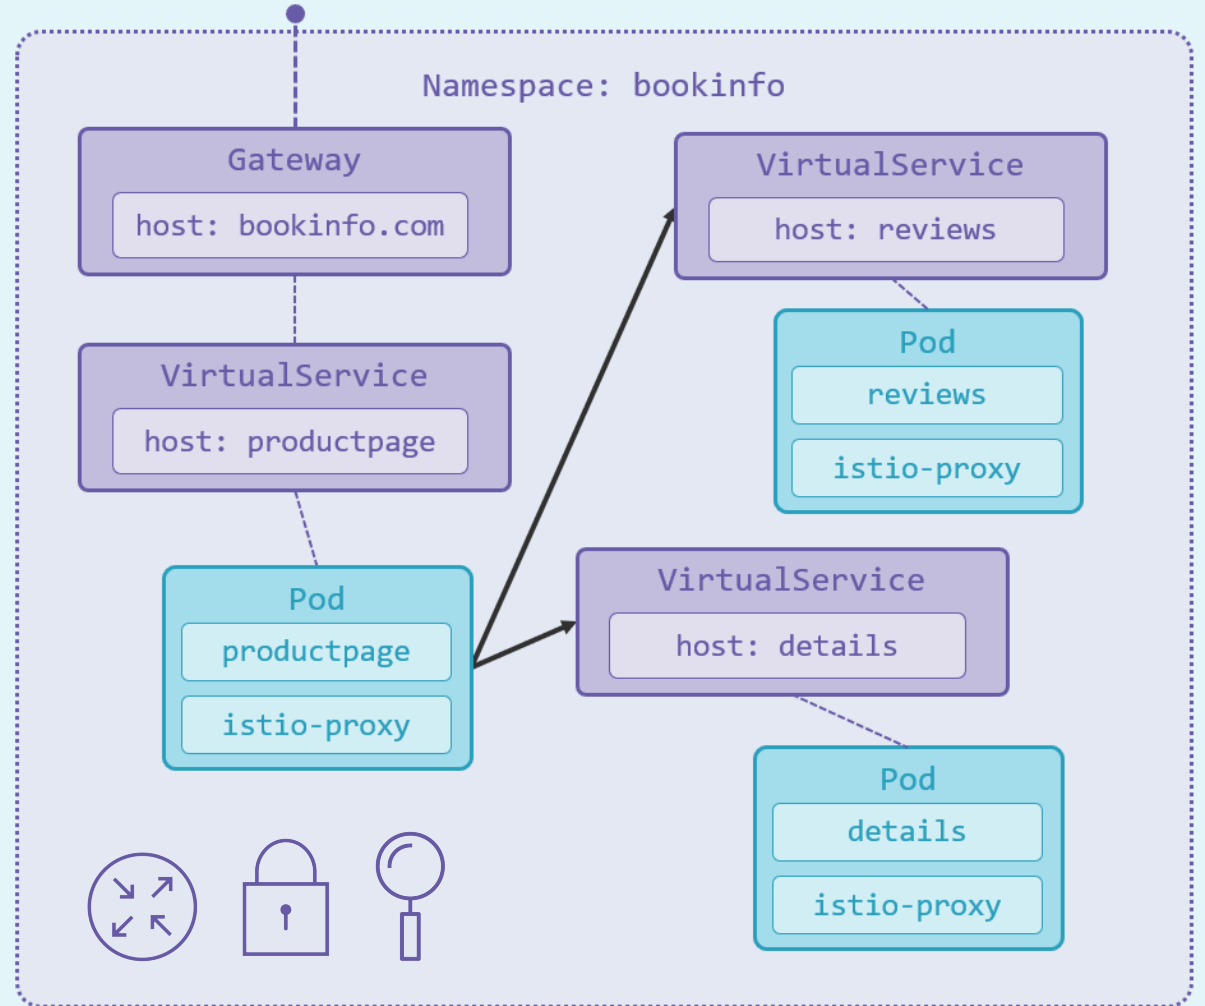 Namespace: bookinfo
Gateway
host: bookinfo.com
VirtualService
host: productpage
Pod
productpage
istio-proxy
VirtualService
host: reviews
Pod
reviews
istio-proxy
VirtualService
host: details
Pod
details
istio-proxy